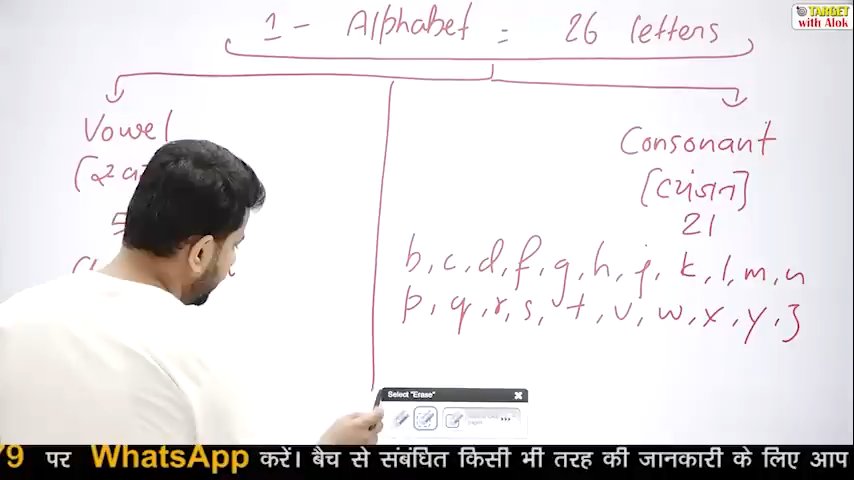 TARGET
with Alok
1- Alphabet = 26 letters
Vowel
Consonant
[व्यंजन]
21
b, c, d, f, g, h, j, k, l, m, n
p, q, r, s, t, v, w, x, y, z
Select "Erase"
79 पर WhatsApp करें। बैच से संबंधित किसी भी तरह की जानकारी के लिए आप